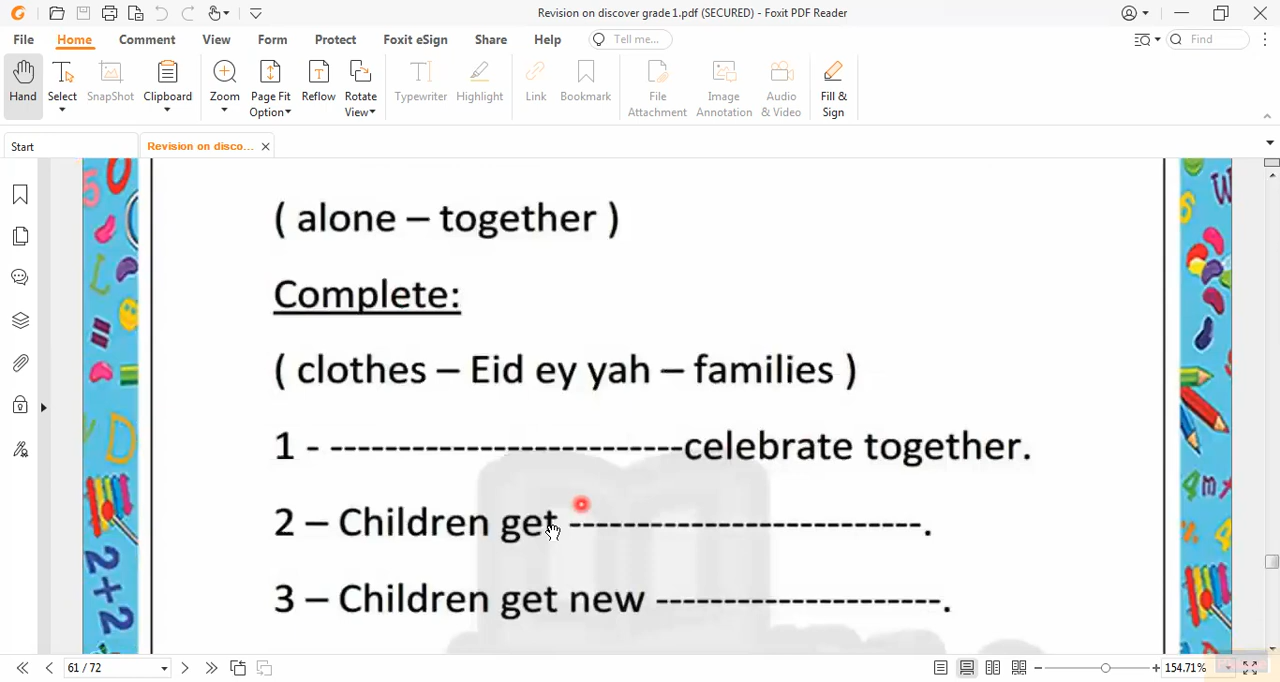 Revision on discover grade1.pdf (SECURED) - Foxit PDF Reader
File Home Comment View Form Protect Foxit eSign Share Help Tell me... Find
Hand Select SnapShot Clipboard Zoom Page Fit Option Reflow Rotate View Typewriter Highlight Link Bookmark File Attachment Image Annotation Audio & Video Fill & Sign
Start Revision on disco...
( alone – together )
Complete:
( clothes – Eid ey yah – families )
1 - --------------------------celebrate together.
2 – Children get --------------------------.
3 – Children get new ---------------------.
61 / 72 154.71%